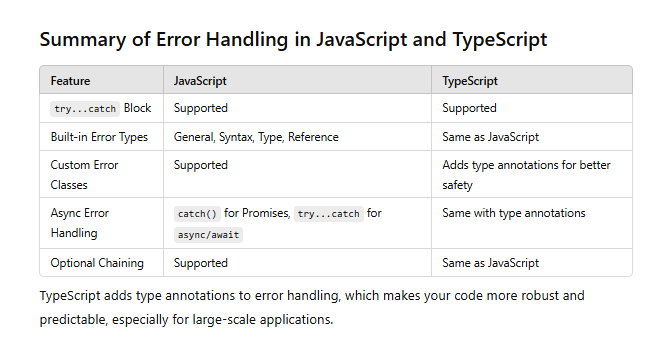 Summary of Error Handling in JavaScript and TypeScript
Feature JavaScript TypeScript
try...catch Block Supported Supported
Built-in Error Types General, Syntax, Type, Reference Same as JavaScript
Custom Error Supported Adds type annotations for better
Classes safety
Async Error catch() for Promises, try...catch for Same with type annotations
Handling async/await
Optional Chaining Supported Same as JavaScript
TypeScript adds type annotations to error handling, which makes your code more robust and
predictable, especially for large-scale applications.